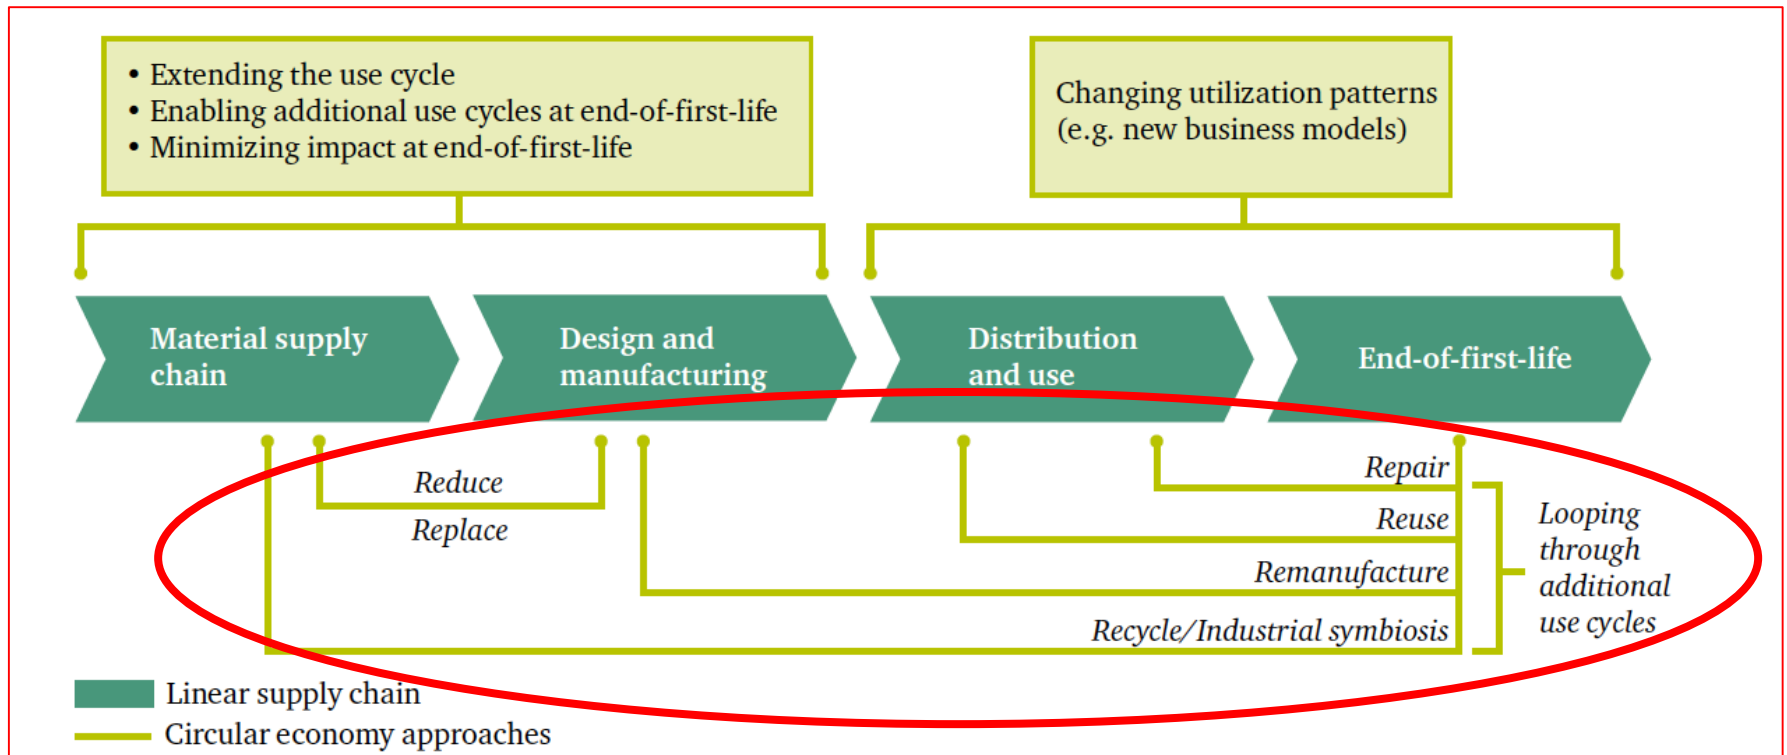 • Extending the use cycle
• Enabling additional use cycles at end-of-first-life
• Minimizing impact at end-of-first-life
Changing utilization patterns
(e.g. new business models)
Material supply
chain
Design and
manufacturing
Distribution
and use
End-of-first-life
Reduce
Replace
Repair
Reuse
Remanufacture
Recycle/Industrial symbiosis
Looping
through
additional
use cycles
Linear supply chain
Circular economy approaches